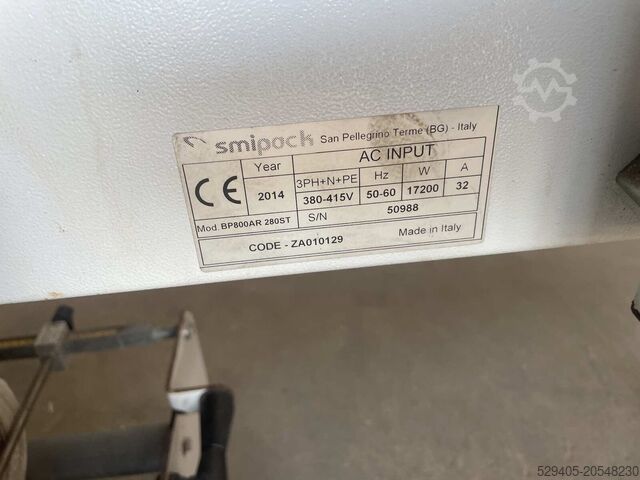 smipack San Pellegrino Terme (BG) - Italy
CE Year AC INPUT
3PH+N+PE Hz W A
2014 380-415V 50-60 17200 32
Mod. BP800AR 280ST S/N 50988
CODE - ZA010129 Made in Italy
529405-20548230